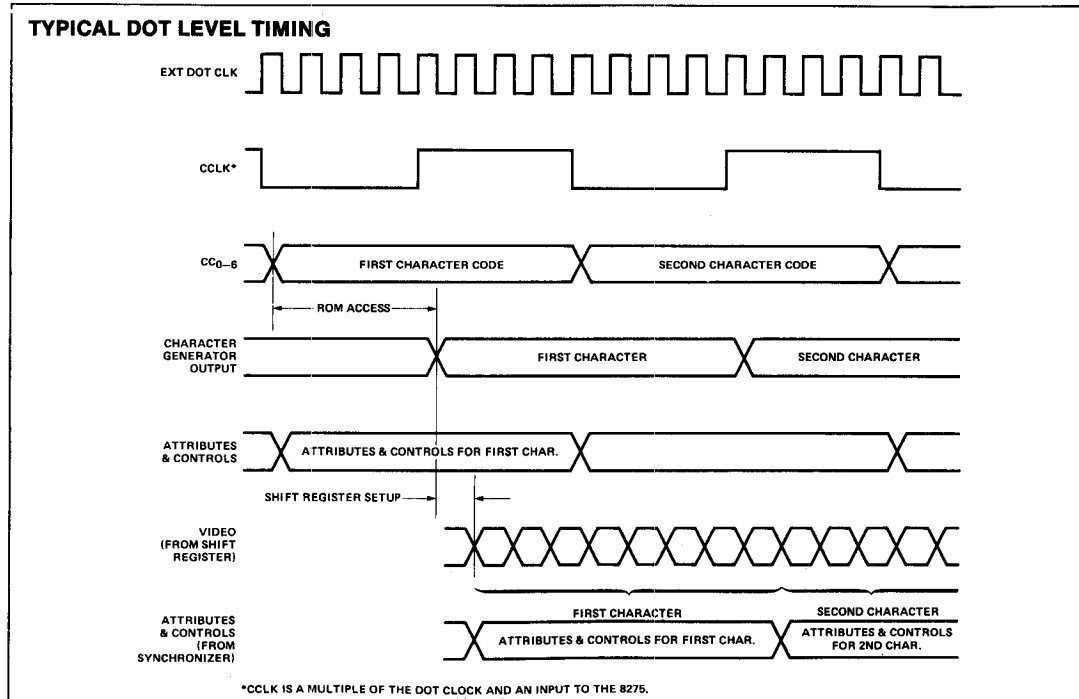 TYPICAL DOT LEVEL TIMING
EXT DOT CLK
CCLK*
CC0–6
FIRST CHARACTER CODE
SECOND CHARACTER CODE
ROM ACCESS
CHARACTER
GENERATOR
OUTPUT
FIRST CHARACTER
SECOND CHARACTER
ATTRIBUTES
& CONTROLS
ATTRIBUTES & CONTROLS FOR FIRST CHAR.
SHIFT REGISTER SETUP
VIDEO
(FROM SHIFT
REGISTER)
FIRST CHARACTER
SECOND CHARACTER
ATTRIBUTES
& CONTROLS
(FROM
SYNCHRONIZER)
ATTRIBUTES & CONTROLS FOR FIRST CHAR.
ATTRIBUTES & CONTROLS
FOR 2ND CHAR.
*CCLK IS A MULTIPLE OF THE DOT CLOCK AND AN INPUT TO THE 8275.